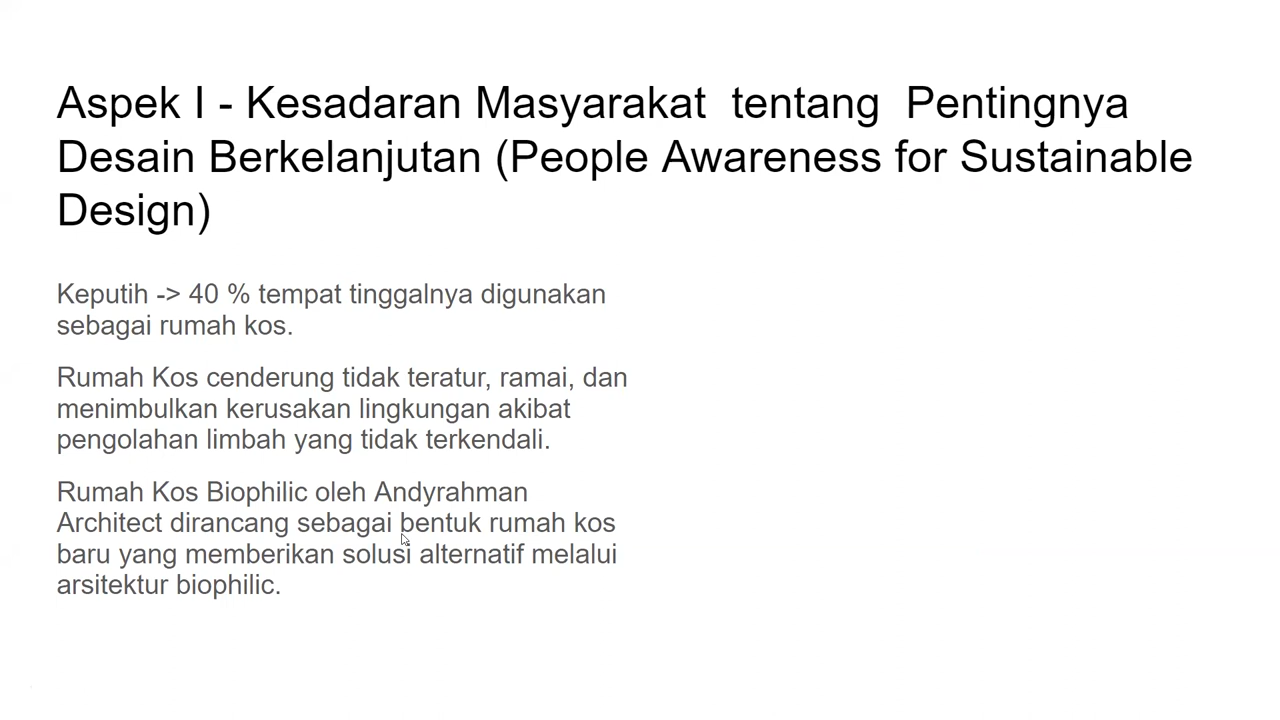 Aspek I - Kesadaran Masyarakat  tentang  Pentingnya
Desain Berkelanjutan (People Awareness for Sustainable
Design)
Keputih -> 40 % tempat tinggalnya digunakan
sebagai rumah kos.
Rumah Kos cenderung tidak teratur, ramai, dan
menimbulkan kerusakan lingkungan akibat
pengolahan limbah yang tidak terkendali.
Rumah Kos Biophilic oleh Andyrahman
Architect dirancang sebagai bentuk rumah kos
baru yang memberikan solusi alternatif melalui
arsitektur biophilic.